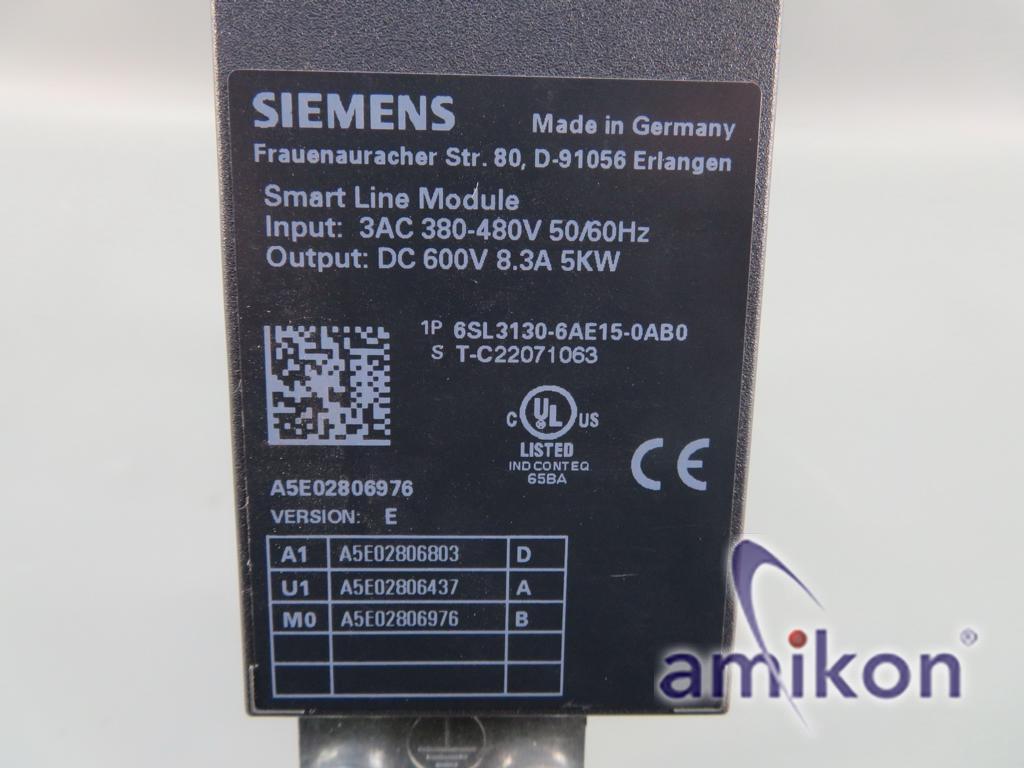 SIEMENS
Made in Germany
Frauenauracher Str. 80, D-91056 Erlangen
Smart Line Module
Input: 3AC 380-480V 50/60Hz
Output: DC 600V 8.3A 5KW
1P 6SL3130-6AE15-0AB0
S T-C22071063
C UL US
LISTED
IND CONT EQ
65BA
CE
A5E02806976
VERSION: E
A1 A5E02806803 D
U1 A5E02806437 A
M0 A5E02806976 B
amikon®